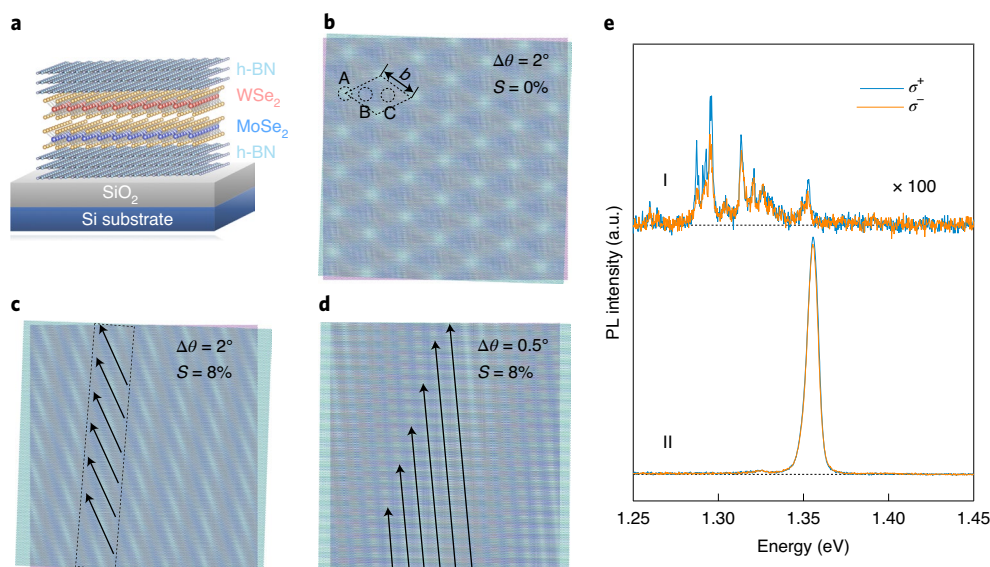 a
h-BN
WSe₂
MoSe₂
h-BN
SiO₂
Si substrate
b
A
B
C
b
Δθ = 2°
S = 0%
c
Δθ = 2°
S = 8%
d
Δθ = 0.5°
S = 8%
e
σ⁺
σ⁻
I
× 100
II
PL intensity (a.u.)
1.25 1.30 1.35 1.40 1.45
Energy (eV)